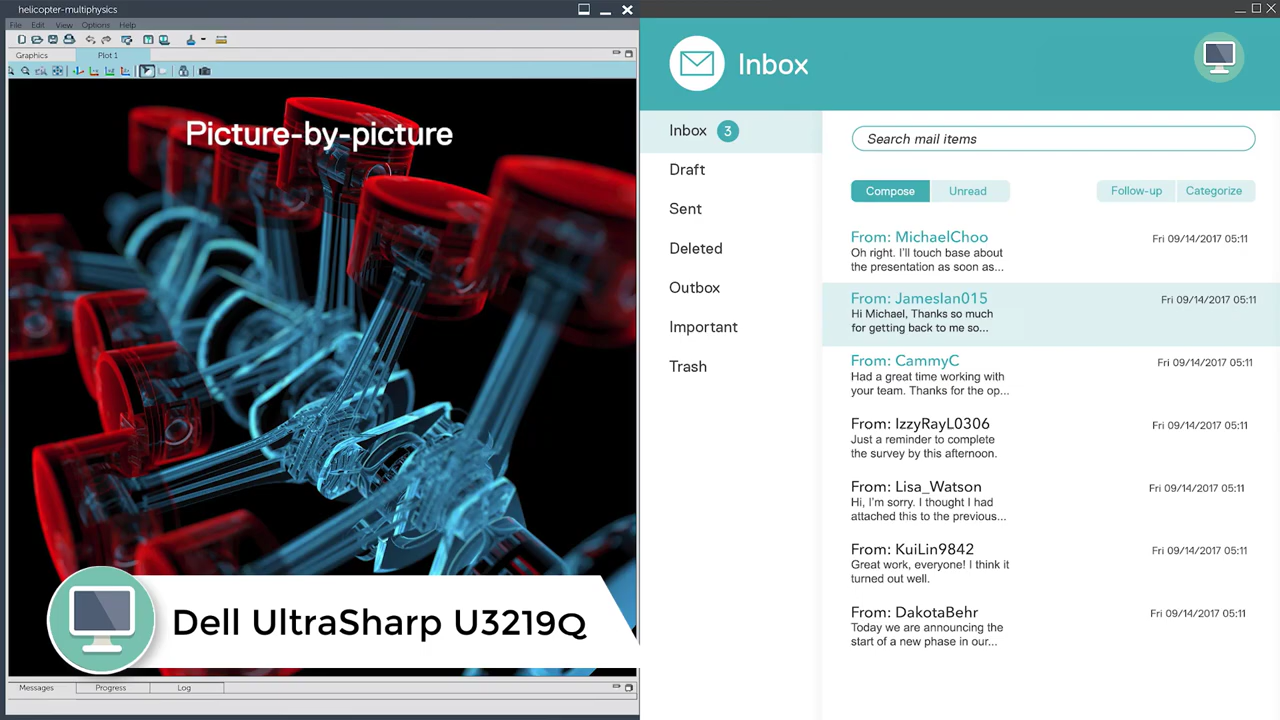 helicopter-multiphysics
File Edit View Options Help
Graphics Plot 1
Picture-by-picture
Dell UltraSharp U3219Q
Messages Progress Log
Inbox
Inbox 3
Draft
Sent
Deleted
Outbox
Important
Trash
Search mail items
Compose Unread Follow-up Categorize
From: MichaelChoo Fri 09/14/2017 05:11
Oh right. I'll touch base about
the presentation as soon as...
From: JamesIan015 Fri 09/14/2017 05:11
Hi Michael, Thanks so much
for getting back to me so...
From: CammyC Fri 09/14/2017 05:11
Had a great time working with
your team. Thanks for the op...
From: IzzyRayL0306 Fri 09/14/2017 05:11
Just a reminder to complete
the survey by this afternoon.
From: Lisa_Watson Fri 09/14/2017 05:11
Hi, I'm sorry. I thought I had
attached this to the previous...
From: KuiLin9842 Fri 09/14/2017 05:11
Great work, everyone! I think it
turned out well.
From: DakotaBehr Fri 09/14/2017 05:11
Today we are announcing the
start of a new phase in our...